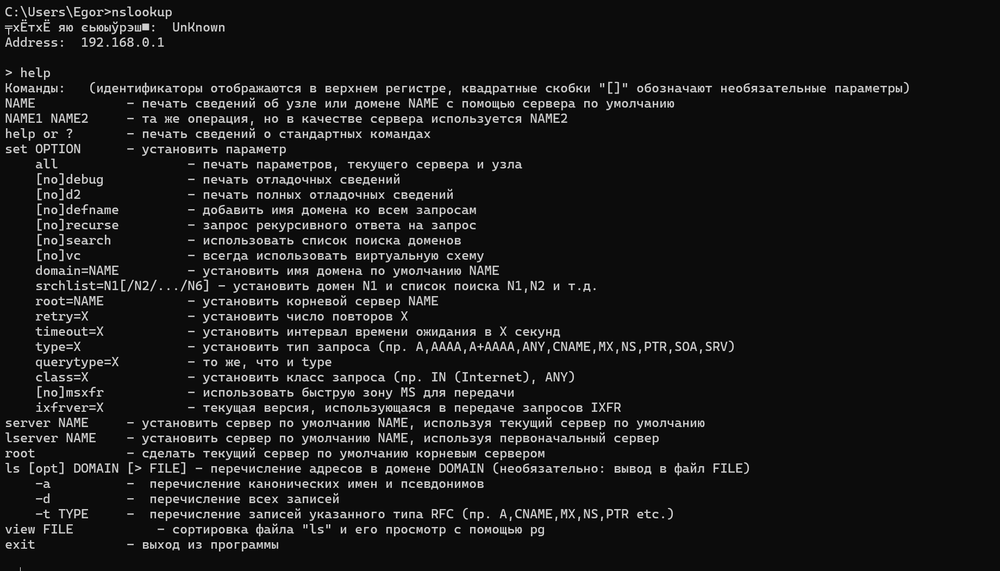 C:\Users\Egor>nslookup
╤хЁтхЁ яю єьюыўрэш■:  UnKnown
Address:  192.168.0.1

> help
Команды:   (идентификаторы отображаются в верхнем регистре, квадратные скобки "[]" обозначают необязательные параметры)
NAME            - печать сведений об узле или домене NAME с помощью сервера по умолчанию
NAME1 NAME2     - та же операция, но в качестве сервера используется NAME2
help or ?       - печать сведений о стандартных командах
set OPTION      - установить параметр
    all                 - печать параметров, текущего сервера и узла
    [no]debug           - печать отладочных сведений
    [no]d2              - печать полных отладочных сведений
    [no]defname         - добавить имя домена ко всем запросам
    [no]recurse         - запрос рекурсивного ответа на запрос
    [no]search          - использовать список поиска доменов
    [no]vc              - всегда использовать виртуальную схему
    domain=NAME         - установить имя домена по умолчанию NAME
    srchlist=N1[/N2/.../N6] - установить домен N1 и список поиска N1,N2 и т.д.
    root=NAME           - установить корневой сервер NAME
    retry=X             - установить число повторов X
    timeout=X           - установить интервал времени ожидания в X секунд
    type=X              - установить тип запроса (пр. A,AAAA,A+AAAA,ANY,CNAME,MX,NS,PTR,SOA,SRV)
    querytype=X         - то же, что и type
    class=X             - установить класс запроса (пр. IN (Internet), ANY)
    [no]msxfr           - использовать быструю зону MS для передачи
    ixfrver=X           - текущая версия, использующаяся в передаче запросов IXFR
server NAME     - установить сервер по умолчанию NAME, используя текущий сервер по умолчанию
lserver NAME    - установить сервер по умолчанию NAME, используя первоначальный сервер
root            - сделать текущий сервер по умолчанию корневым сервером
ls [opt] DOMAIN [> FILE] - перечисление адресов в домене DOMAIN (необязательно: вывод в файл FILE)
    -a          -  перечисление канонических имен и псевдонимов
    -d          -  перечисление всех записей
    -t TYPE     -  перечисление записей указанного типа RFC (пр. A,CNAME,MX,NS,PTR etc.)
view FILE           - сортировка файла "ls" и его просмотр с помощью pg
exit            - выход из программы